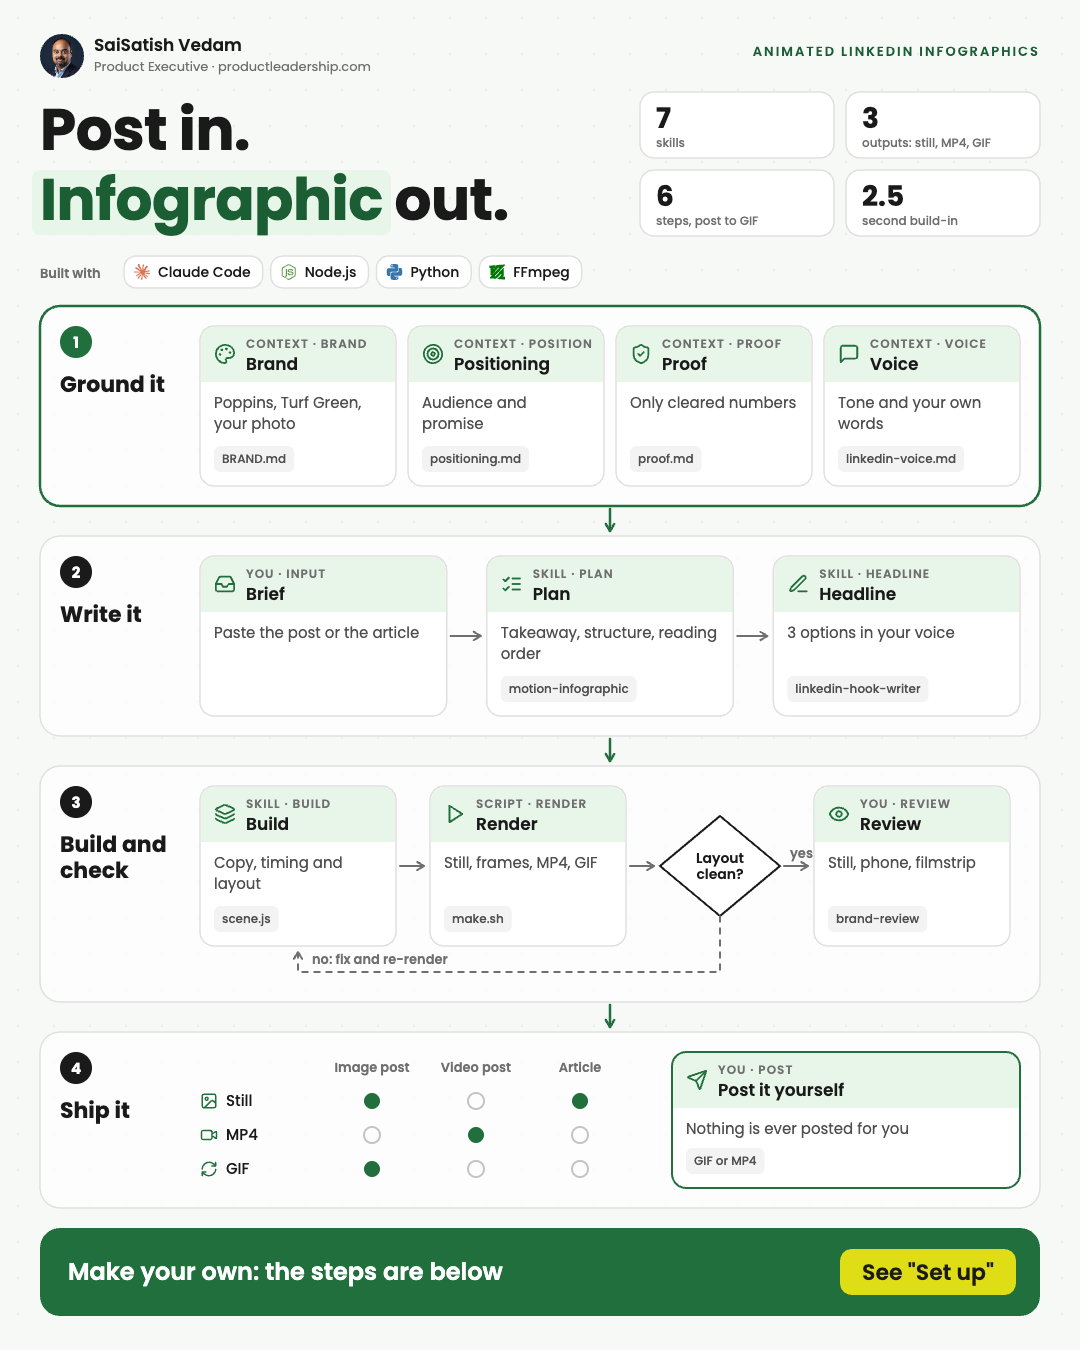 SaiSatish Vedam
Product Executive · productleadership.com
ANIMATED LINKEDIN INFOGRAPHICS
Post in.
Infographic out.
7
skills
3
outputs: still, MP4, GIF
6
steps, post to GIF
2.5
second build-in
Built with
Claude Code
Node.js
Python
FFmpeg
1
Ground it
CONTEXT · BRAND
Brand
Poppins, Turf Green,
your photo
BRAND.md
CONTEXT · POSITION
Positioning
Audience and
promise
positioning.md
CONTEXT · PROOF
Proof
Only cleared numbers
proof.md
CONTEXT · VOICE
Voice
Tone and your own
words
linkedin-voice.md
2
Write it
YOU · INPUT
Brief
Paste the post or the article
SKILL · PLAN
Plan
Takeaway, structure, reading
order
motion-infographic
SKILL · HEADLINE
Headline
3 options in your voice
linkedin-hook-writer
3
Build and
check
SKILL · BUILD
Build
Copy, timing and
layout
scene.js
SCRIPT · RENDER
Render
Still, frames, MP4, GIF
make.sh
Layout
clean?
yes
YOU · REVIEW
Review
Still, phone, filmstrip
brand-review
no: fix and re-render
4
Ship it
Image post Video post Article
Still
MP4
GIF
YOU · POST
Post it yourself
Nothing is ever posted for you
GIF or MP4
Make your own: the steps are below
See "Set up"